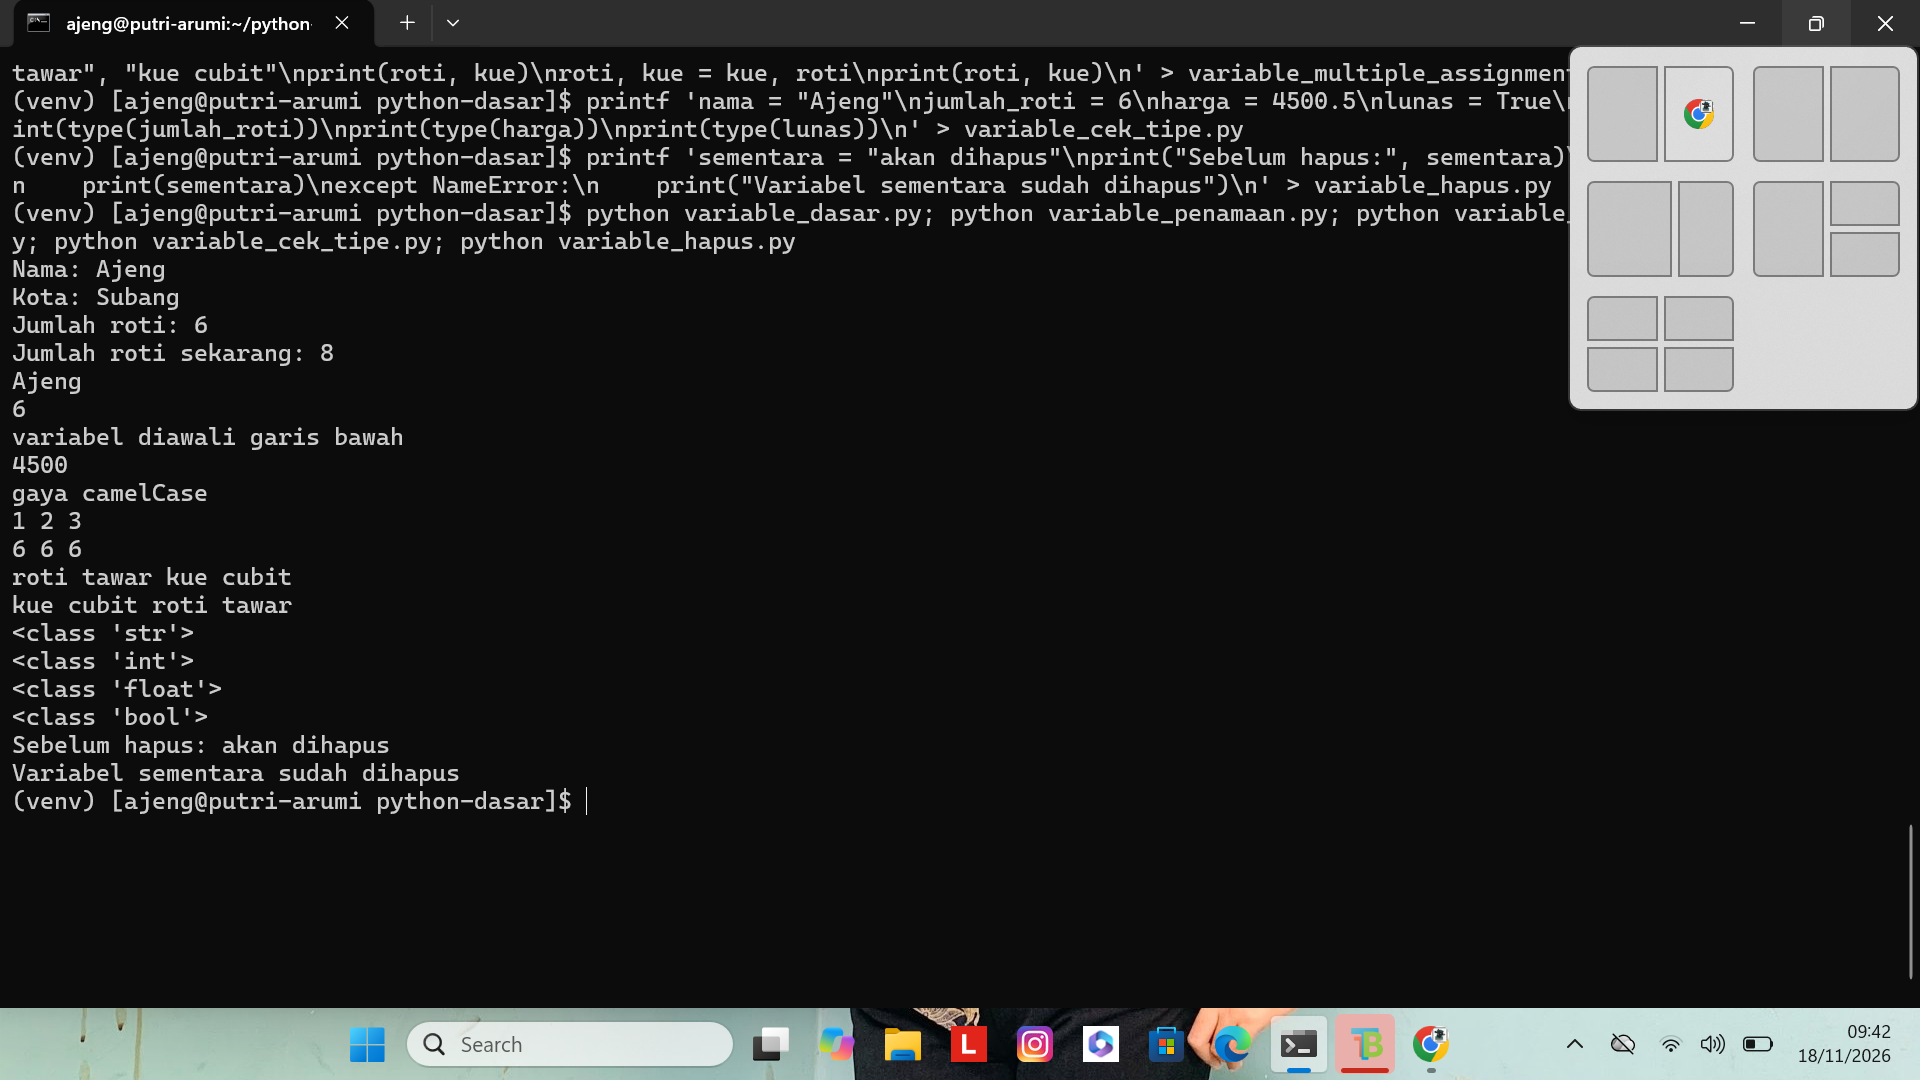 ajeng@putri-arumi:~/python
tawar", "kue cubit"\nprint(roti, kue)\nroti, kue = kue, roti\nprint(roti, kue)\n' > variable_multiple_assignment
(venv) [ajeng@putri-arumi python-dasar]$ printf 'nama = "Ajeng"\njumlah_roti = 6\nharga = 4500.5\nlunas = True\n
int(type(jumlah_roti))\nprint(type(harga))\nprint(type(lunas))\n' > variable_cek_tipe.py
(venv) [ajeng@putri-arumi python-dasar]$ printf 'sementara = "akan dihapus"\nprint("Sebelum hapus:", sementara)\
n    print(sementara)\nexcept NameError:\n    print("Variabel sementara sudah dihapus")\n' > variable_hapus.py
(venv) [ajeng@putri-arumi python-dasar]$ python variable_dasar.py; python variable_penamaan.py; python variable_
y; python variable_cek_tipe.py; python variable_hapus.py
Nama: Ajeng
Kota: Subang
Jumlah roti: 6
Jumlah roti sekarang: 8
Ajeng
6
variabel diawali garis bawah
4500
gaya camelCase
1 2 3
6 6 6
roti tawar kue cubit
kue cubit roti tawar
<class 'str'>
<class 'int'>
<class 'float'>
<class 'bool'>
Sebelum hapus: akan dihapus
Variabel sementara sudah dihapus
(venv) [ajeng@putri-arumi python-dasar]$
Search
L
TB
09:42
18/11/2026